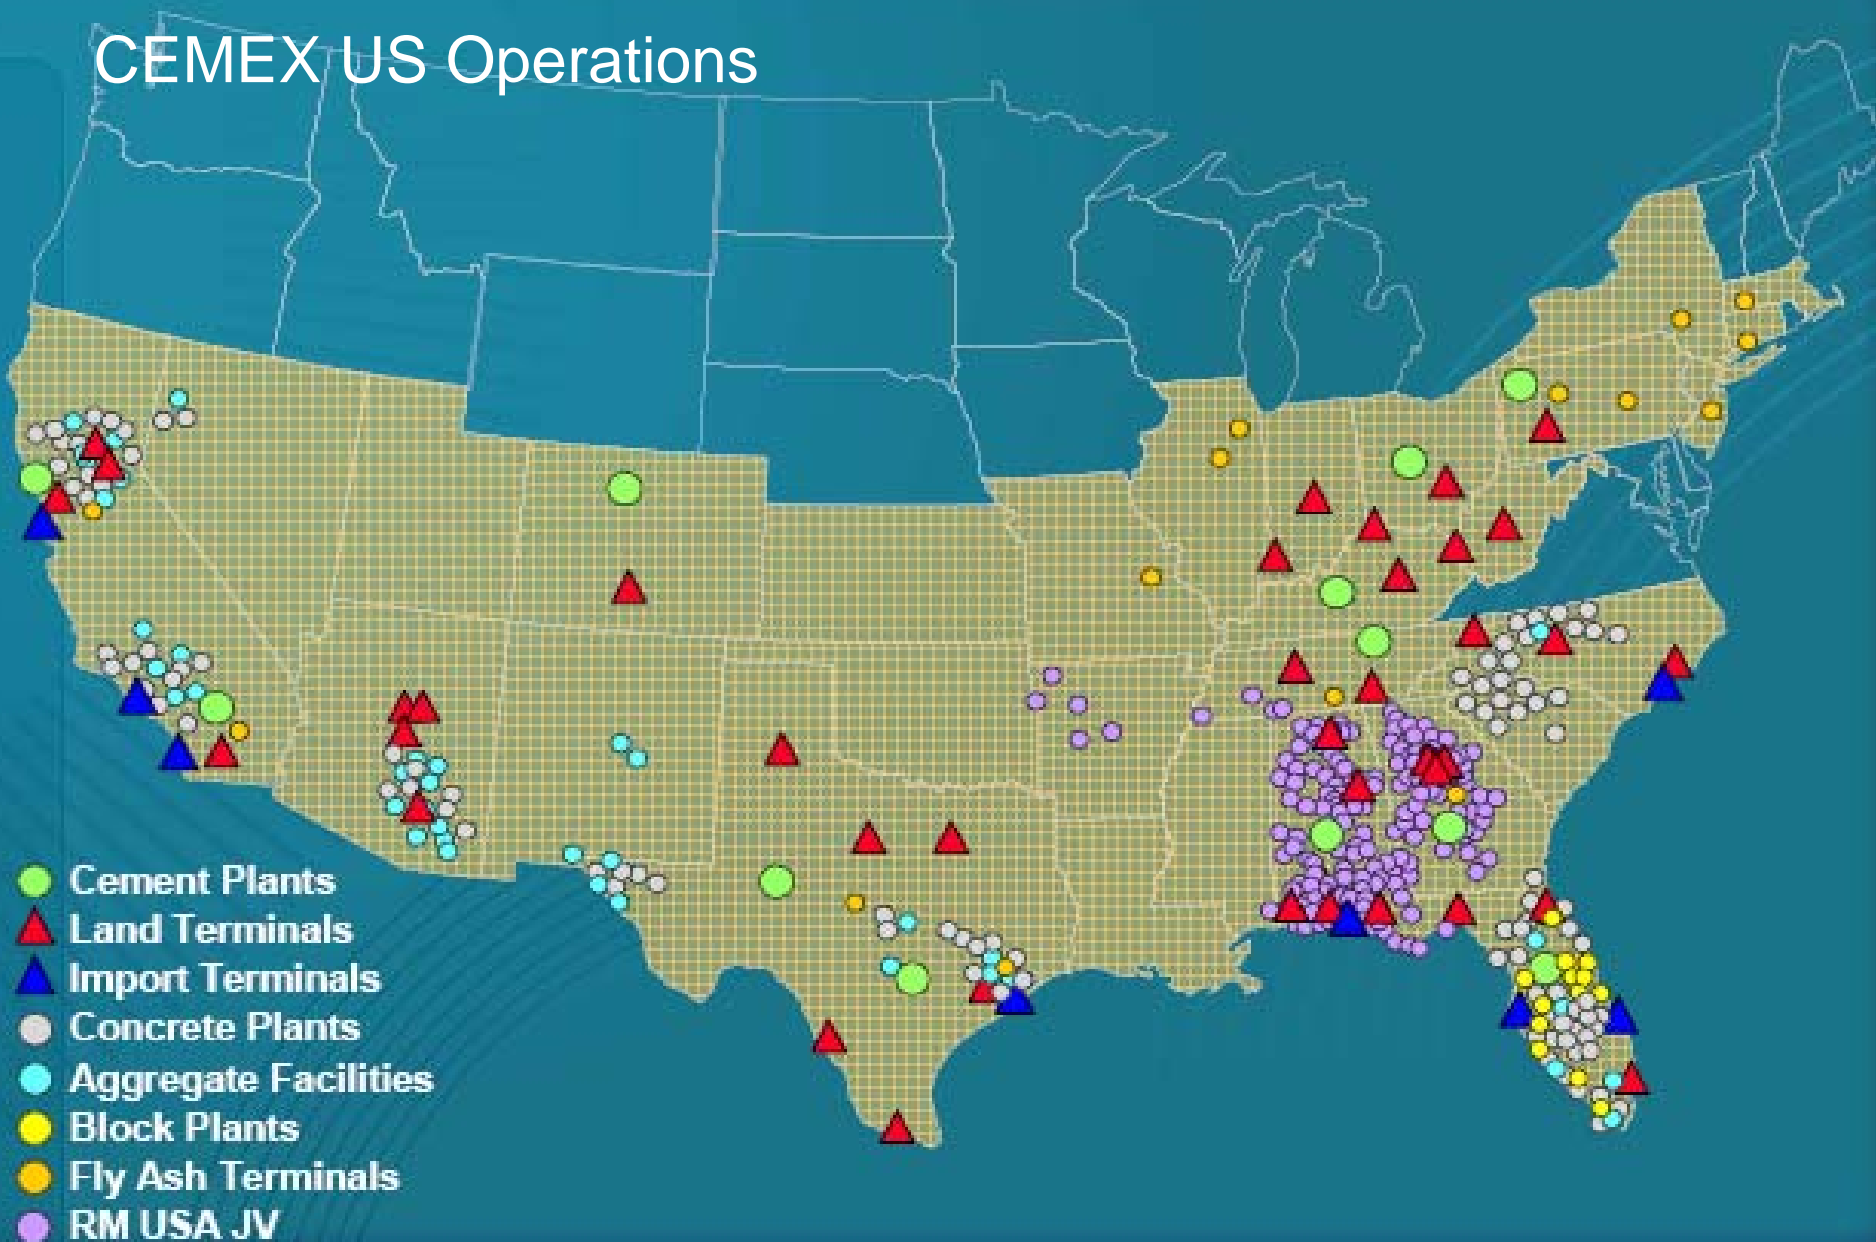 CEMEX US Operations
Cement Plants
Land Terminals
Import Terminals
Concrete Plants
Aggregate Facilities
Block Plants
Fly Ash Terminals
RM USA JV